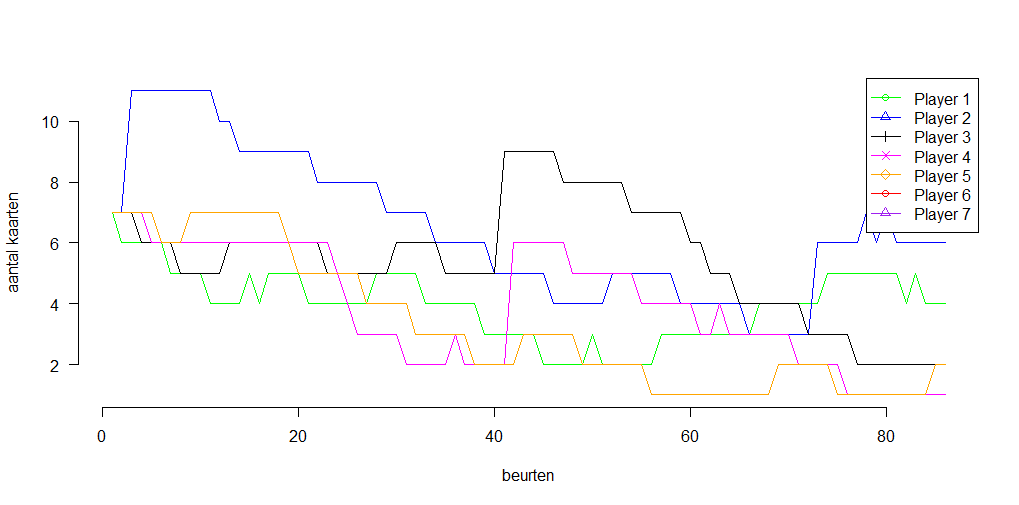 aantal kaarten
10
8
6
4
2
0
20
40
60
80
beurten
Player 1
Player 2
Player 3
Player 4
Player 5
Player 6
Player 7